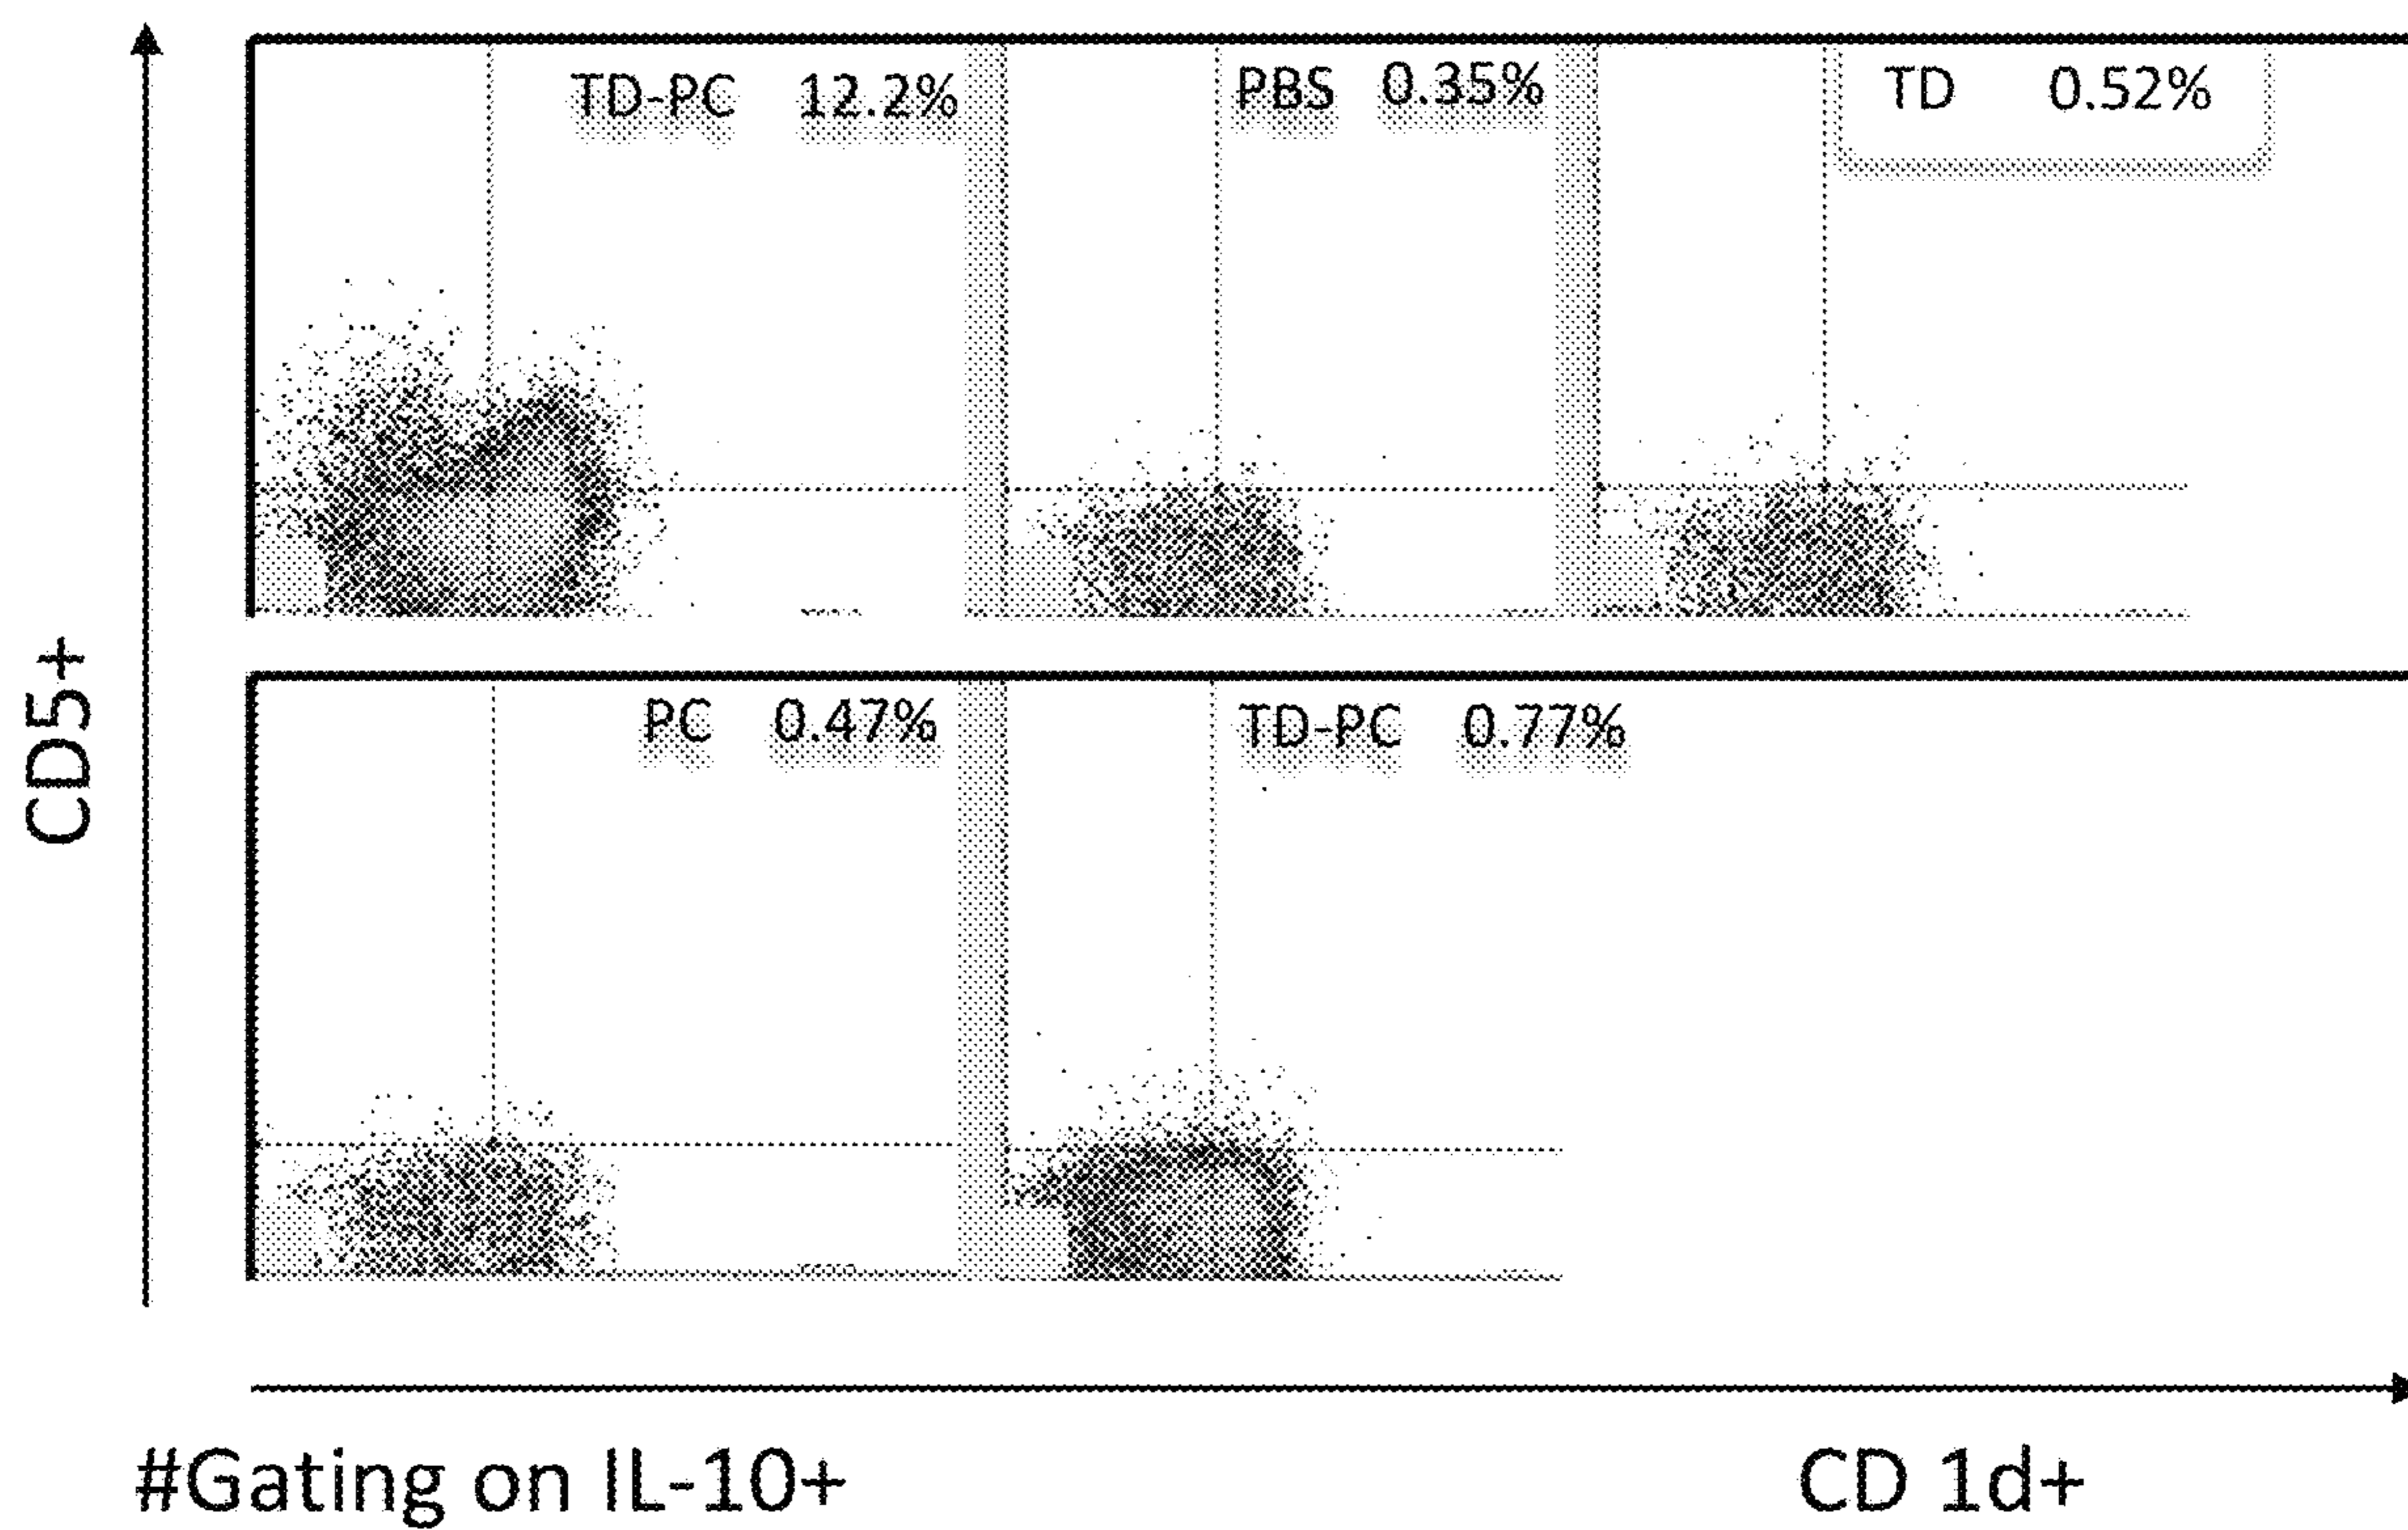 TD-PC 12.2%
PBS 0.35%
TD 0.52%
CD5+
PC 0.47%
TD-PC 0.77%
#Gating on IL-10+
CD 1d+